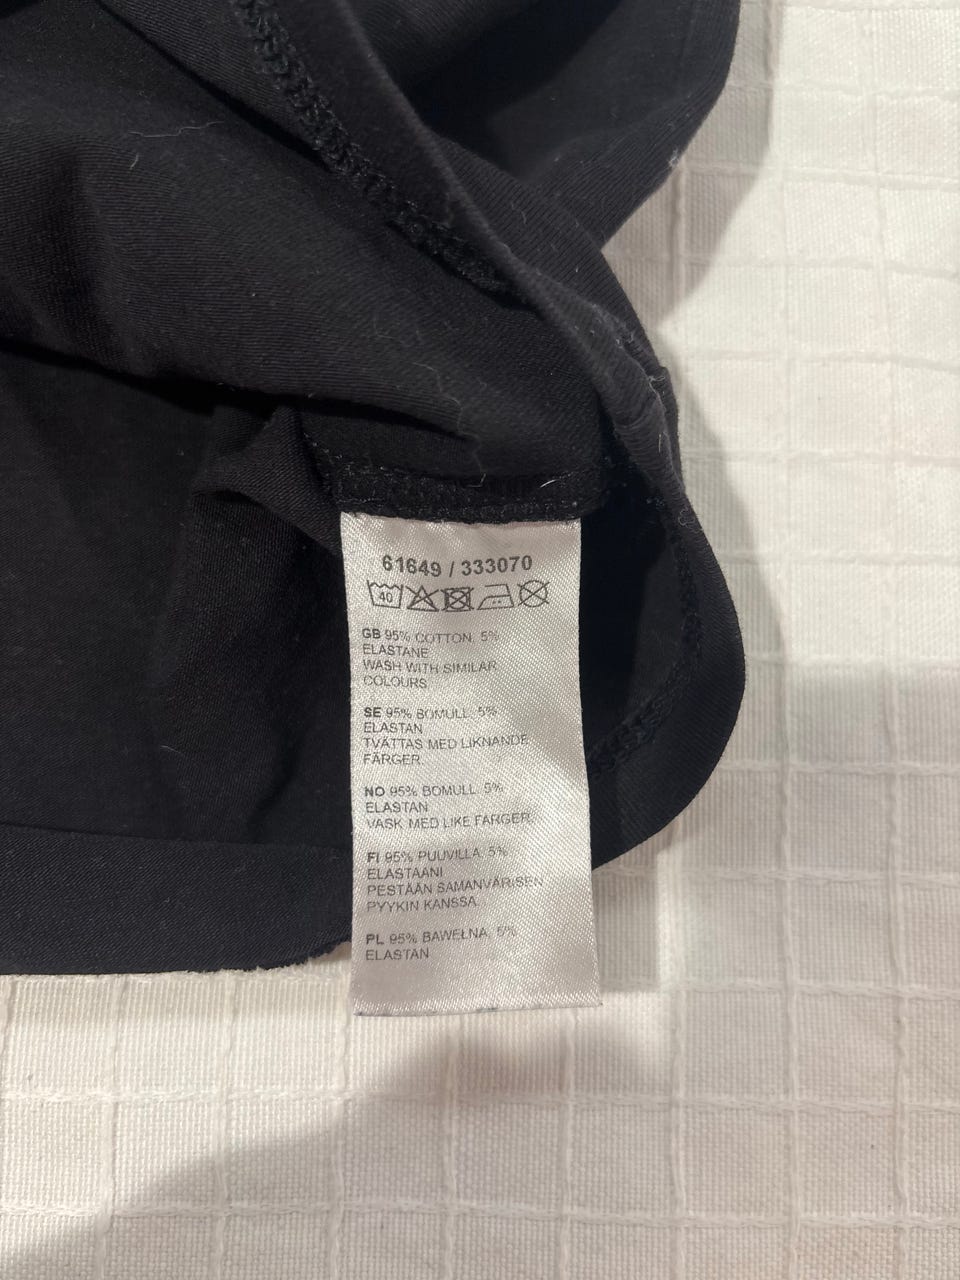 61649 / 333070
40
GB 95% COTTON, 5%
ELASTANE
WASH WITH SIMILAR
COLOURS
SE 95% BOMULL, 5%
ELASTAN
TVÄTTAS MED LIKNANDE
FÄRGER.
NO 95% BOMULL, 5%
ELASTAN
VASK MED LIKE FARGER.
FI 95% PUUVILLA, 5%
ELASTAANI
PESTÄÄN SAMANVÄRISEN
PYYKIN KANSSA.
PL 95% BAWEŁNA, 5%
ELASTAN